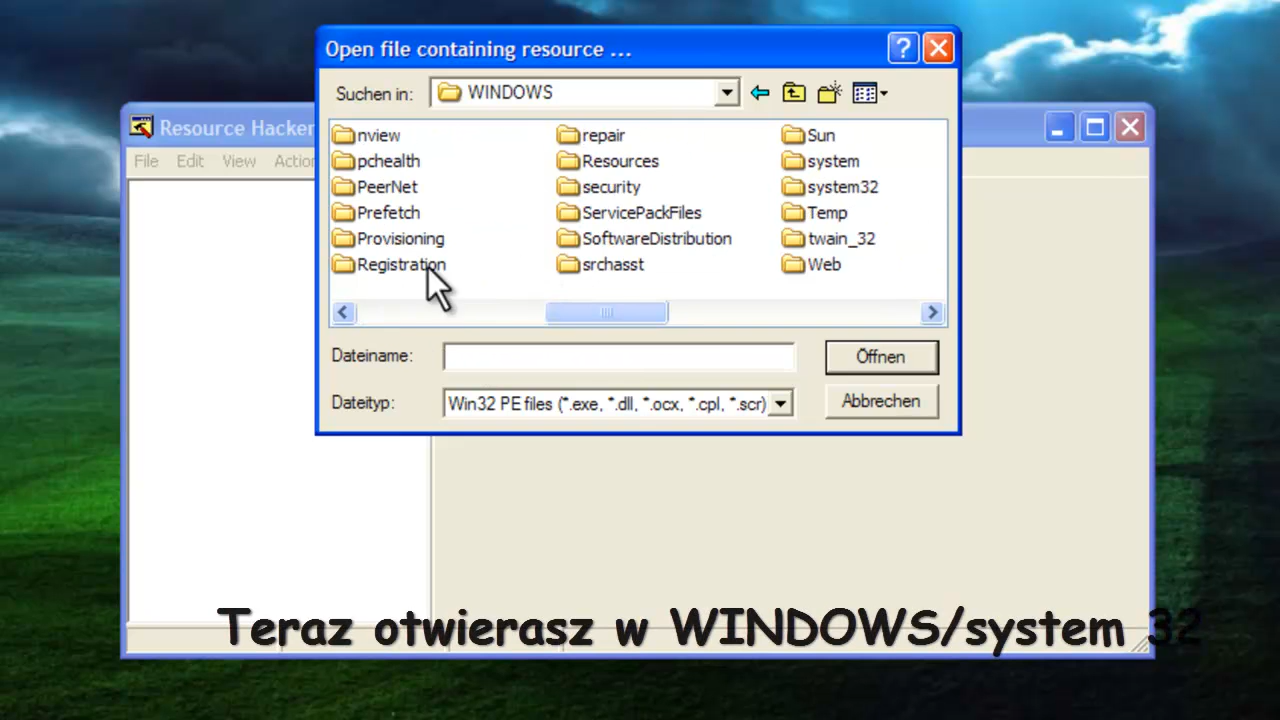 Open file containing resource ...
Resource Hacker
File Edit View Action
Suchen in: WINDOWS
nview repair Sun
pchealth Resources system
PeerNet security system32
Prefetch ServicePackFiles Temp
Provisioning SoftwareDistribution twain_32
Registration srchasst Web
Dateiname: Öffnen
Dateityp: Win32 PE files (*.exe, *.dll, *.ocx, *.cpl, *.scr) Abbrechen
Teraz otwierasz w WINDOWS/system 32